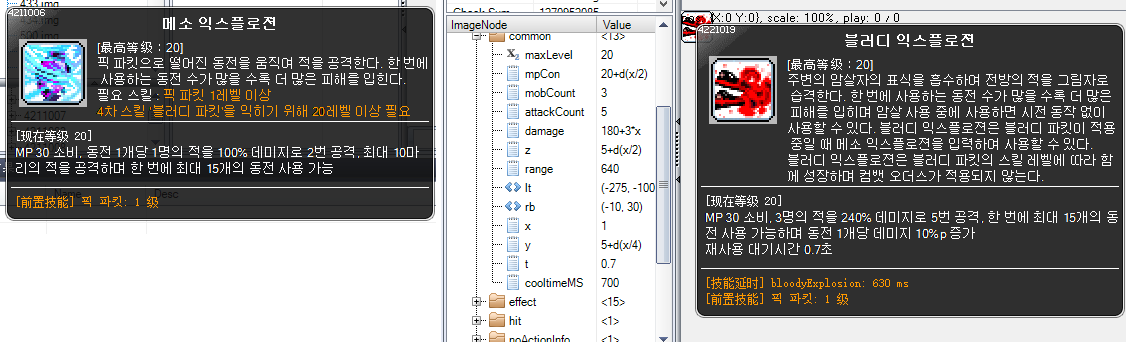 433.img
4211006
메소 익스플로젼
[最高等级：20]
픽 파킷으로 떨어진 동전을 움직여 적을 공격한다. 한 번에
사용하는 동전 수가 많을 수록 더 많은 피해를 입힌다.
필요 스킬 : 픽 파킷 1레벨 이상
4차 스킬 '블러디 파킷'을 익히기 위해 20레벨 이상 필요
[现在等级 20]
MP 30 소비, 동전 1개당 1명의 적을 100% 데미지로 2번 공격, 최대 10마
리의 적을 공격하며 한 번에 최대 15개의 동전 사용 가능
Name Desc
[前置技能] 픽 파킷: 1 级
Check Sum 1270952985
ImageNode Value
common <13>
maxLevel 20
mpCon 20+d(x/2)
mobCount 3
attackCount 5
damage 180+3*x
z 5+d(x/2)
range 640
lt (-275, -100
rb (-10, 30)
x 1
y 5+d(x/4)
t 0.7
cooltimeMS 700
effect <15>
hit <1>
noActionInfo <1>
X:0 Y:0}, scale: 100%, play: 0 / 0
4221019
블러디 익스플로젼
[最高等级：20]
주변의 암살자의 표식을 흡수하며 전방의 적을 그림자로
습격한다. 한 번에 사용하는 동전 수가 많을 수록 더 많은
피해를 입히며 암살 사용 중에 사용하면 시전 동작 없이
사용할 수 있다. 블러디 익스플로젼은 블러디 파킷이 적용
중일 때 메소 익스플로젼을 입력하여 사용할 수 있다.
블러디 익스플로젼은 블러디 파킷의 스킬 레벨에 따라 함
께 성장하며 컴뱃 오더스가 적용되지 않는다.
[现在等级 20]
MP 30 소비, 3명의 적을 240% 데미지로 5번 공격, 한 번에 최대 15개의 동
전 사용 가능하며 동전 1개당 데미지 10%p 증가
재사용 대기시간 0.7초
[技能延时] bloodyExplosion: 630 ms
[前置技能] 픽 파킷: 1 级